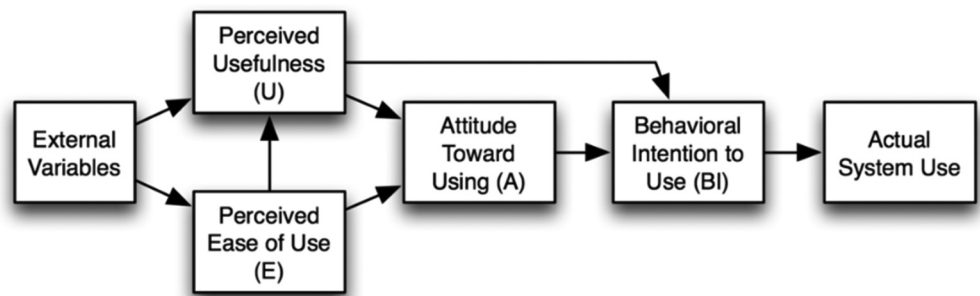 Perceived
Usefulness
(U)
External
Variables
Perceived
Ease of Use
(E)
Attitude
Toward
Using (A)
Behavioral
Intention to
Use (BI)
Actual
System Use